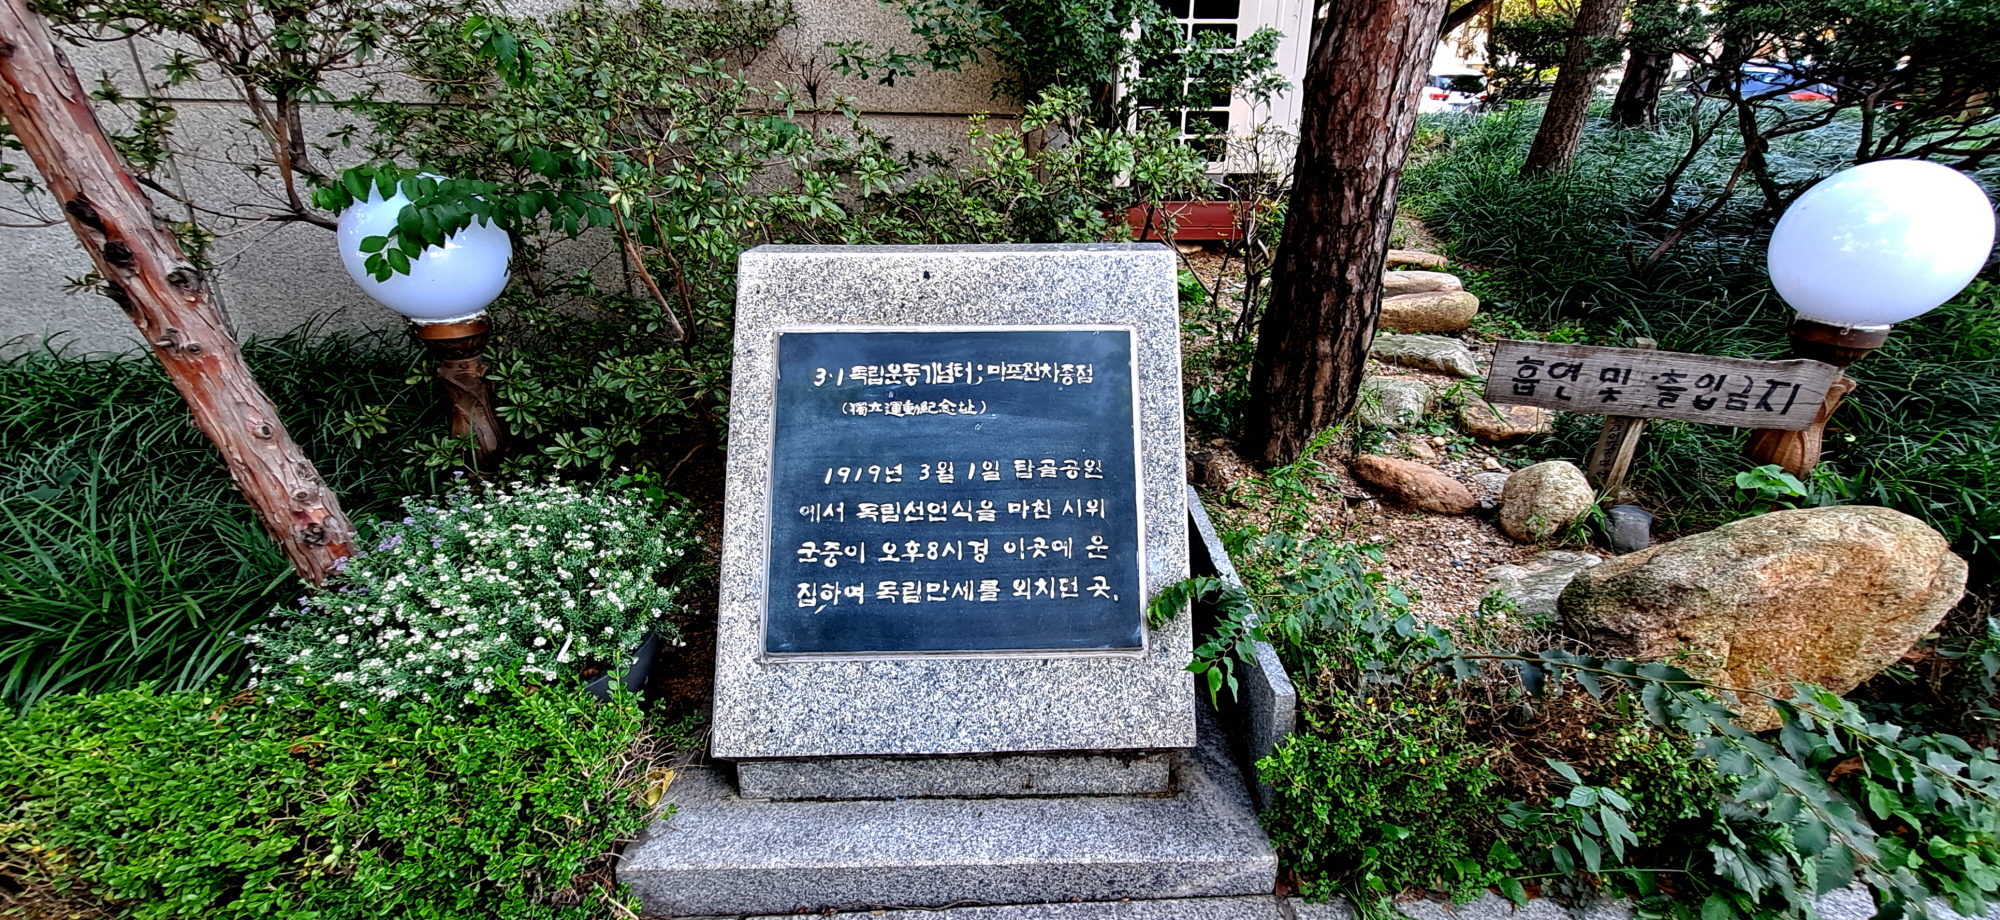 3·1 독립운동기념터; 마포전차종점
(獨立運動紀念址)
1919년 3월 1일 탑골공원
에서 독립선언식을 마친 시위
군중이 오후8시경 이곳에 운
집하여 독립만세를 외치던 곳.
흡연 및 출입금지